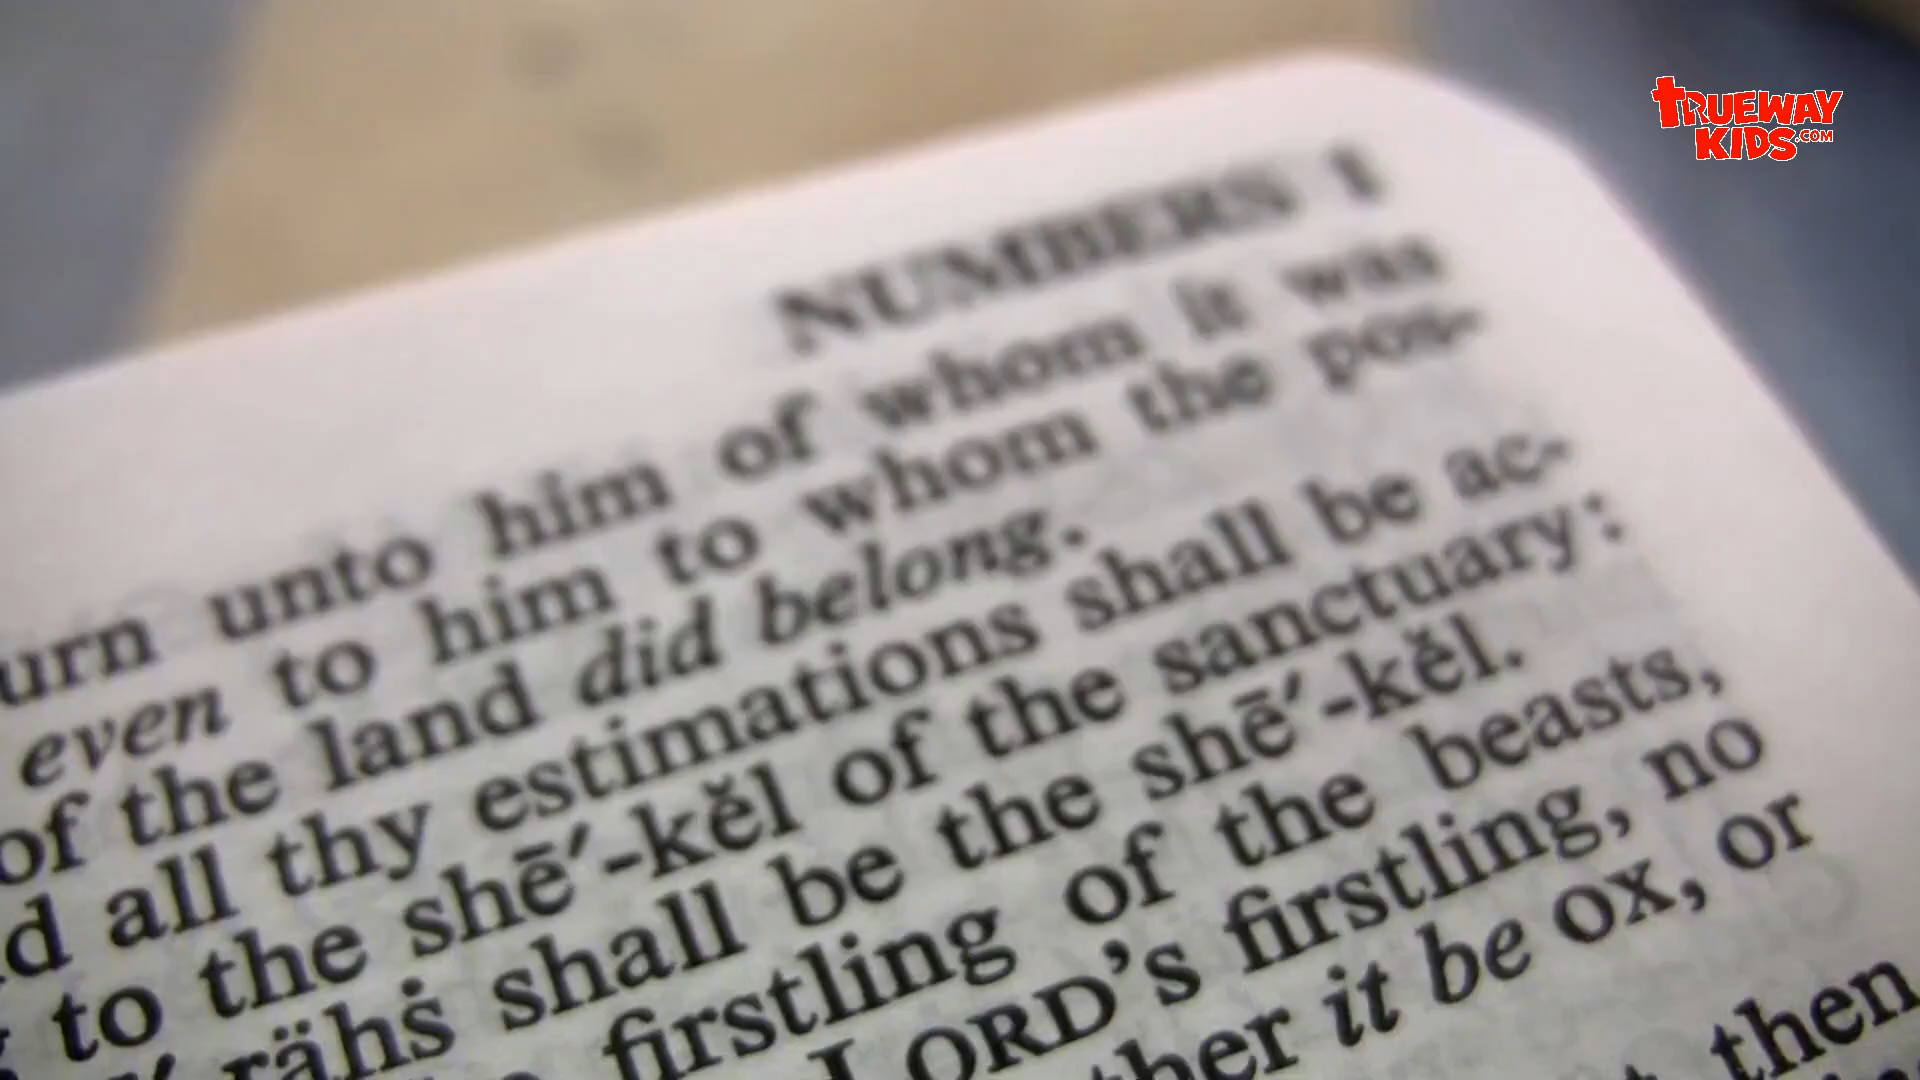 TRUEWAY
KIDS.COM
NUMBERS 1
urn unto him of whom it was
even to him to whom the pos-
of the land did belong.
d all thy estimations shall be ac-
to the shē′-kĕl of the sanctuary:
rähṡ shall be the shē′-kĕl.
firstling of the beasts,
LORD's firstling, no
ther it be ox, or
then